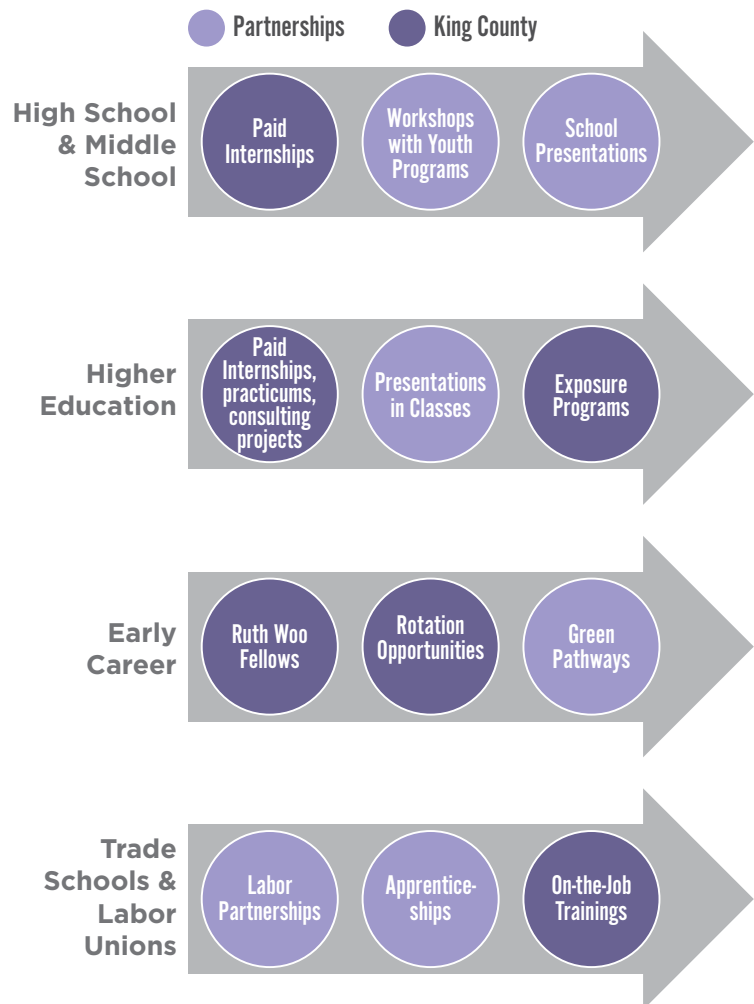 Partnerships
King County
High School
& Middle
School
Paid
Internships
Workshops
with Youth
Programs
School
Presentations
Higher
Education
Paid
Internships,
practicums,
consulting
projects
Presentations
in Classes
Exposure
Programs
Early
Career
Ruth Woo
Fellows
Rotation
Opportunities
Green
Pathways
Trade
Schools &
Labor
Unions
Labor
Partnerships
Apprentice-
ships
On-the-Job
Trainings